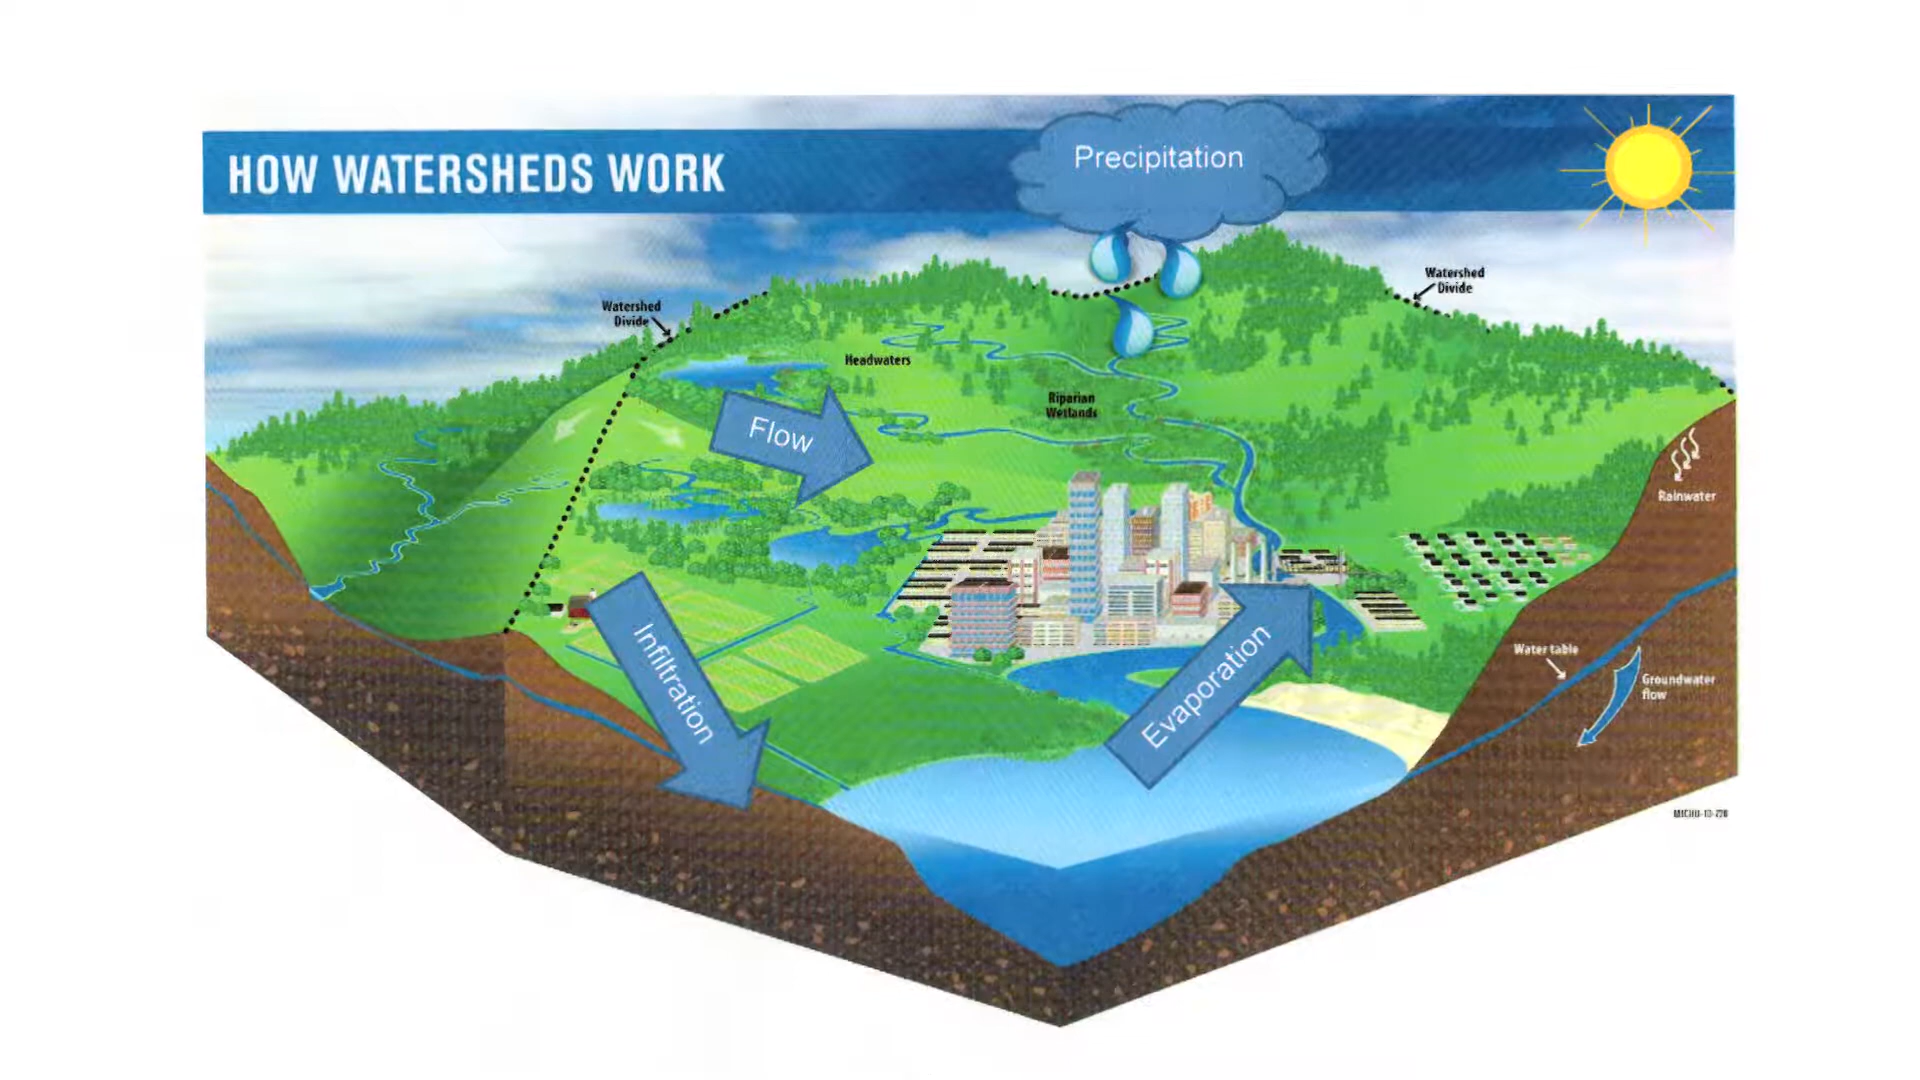 HOW WATERSHEDS WORK
Precipitation
Watershed
Divide
Watershed
Divide
Headwaters
Riparian
Wetlands
Flow
Rainwater
Infiltration
Evaporation
Water table
Groundwater
flow